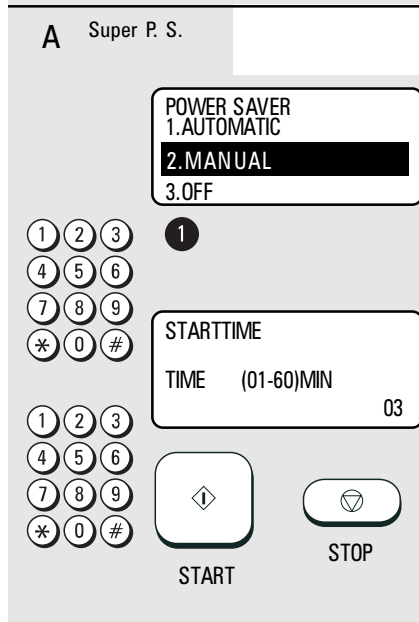 A Super P. S.
POWER SAVER
1.AUTOMATIC
2.MANUAL
3.OFF
1 2 3
1
4 5 6
7 8 9
* 0 #
STARTTIME
TIME (01-60)MIN
03
1 2 3
4 5 6
7 8 9
* 0 #
START
STOP